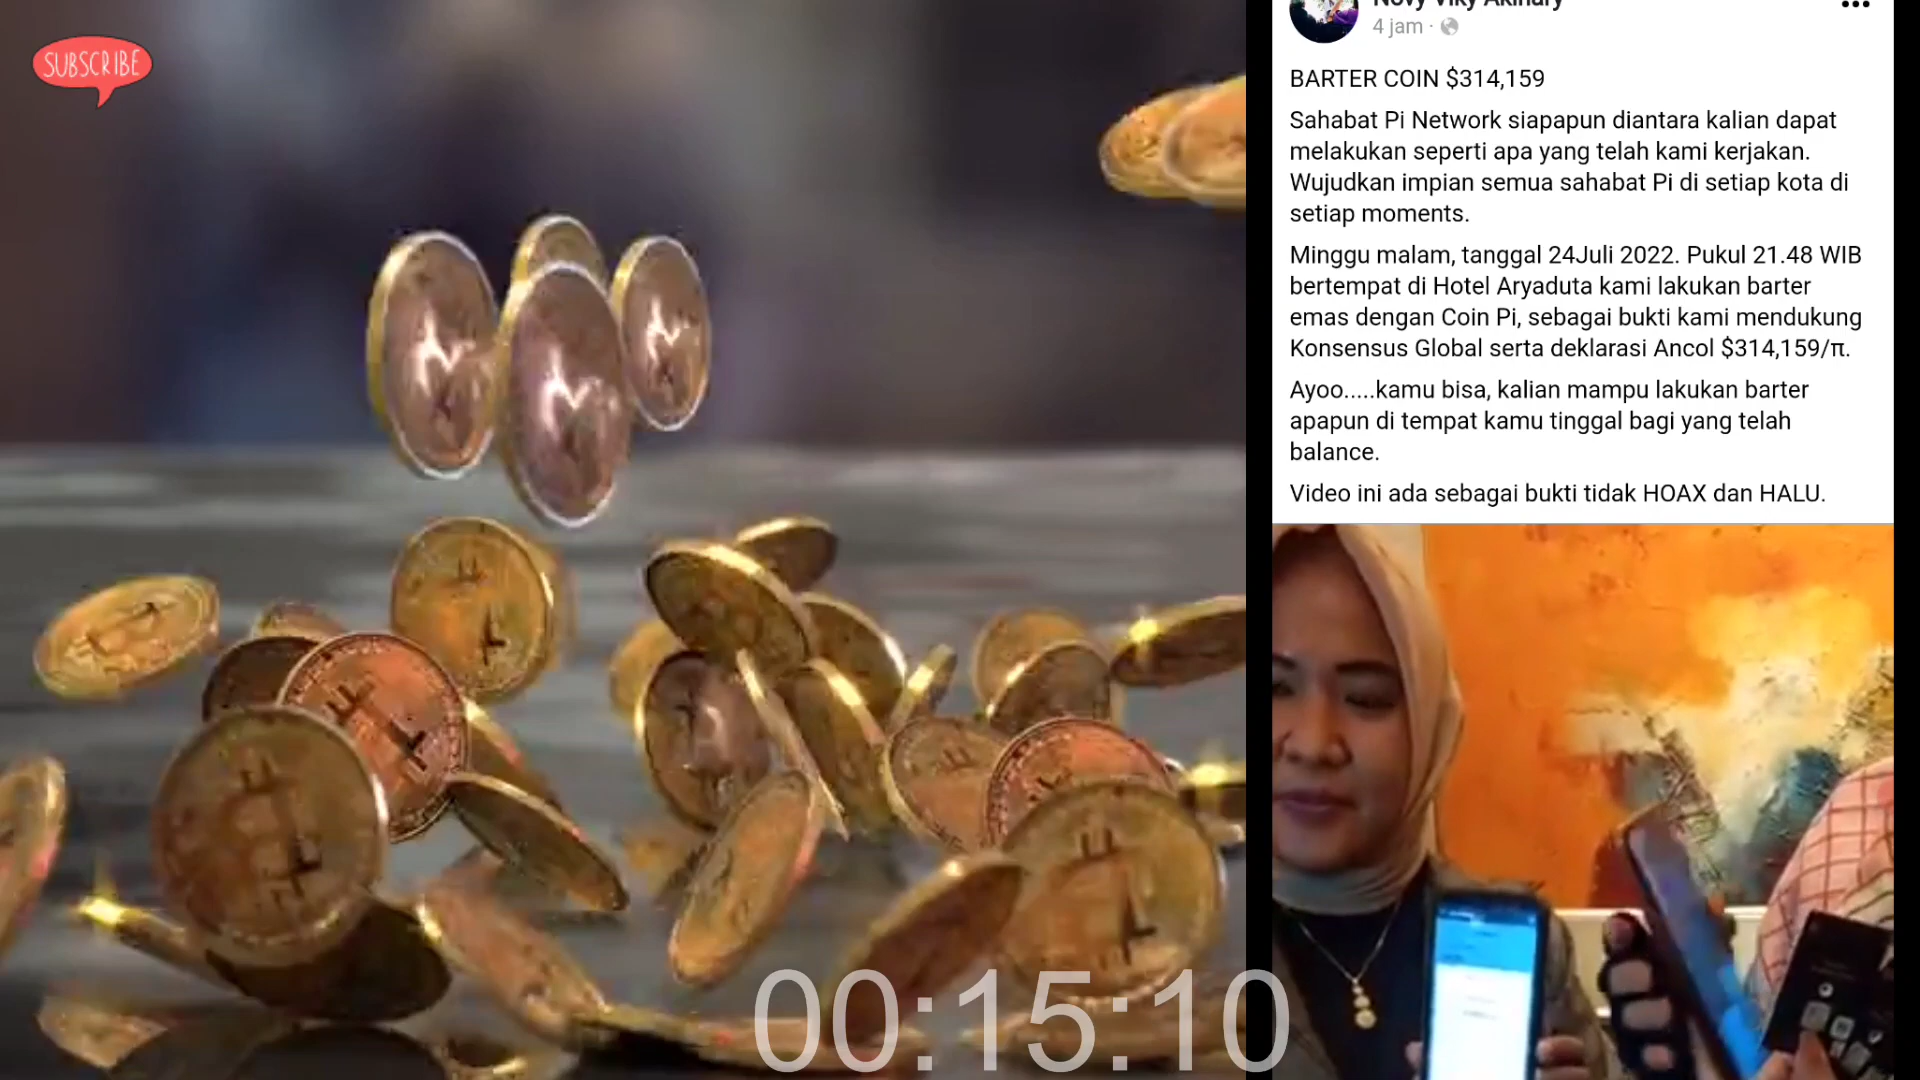 SUBSCRIBE
Novy Viky Akihary
4 jam ·
BARTER COIN $314,159
Sahabat Pi Network siapapun diantara kalian dapat
melakukan seperti apa yang telah kami kerjakan.
Wujudkan impian semua sahabat Pi di setiap kota di
setiap moments.
Minggu malam, tanggal 24Juli 2022. Pukul 21.48 WIB
bertempat di Hotel Aryaduta kami lakukan barter
emas dengan Coin Pi, sebagai bukti kami mendukung
Konsensus Global serta deklarasi Ancol $314,159/π.
Ayoo.....kamu bisa, kalian mampu lakukan barter
apapun di tempat kamu tinggal bagi yang telah
balance.
Video ini ada sebagai bukti tidak HOAX dan HALU.
00:15:10